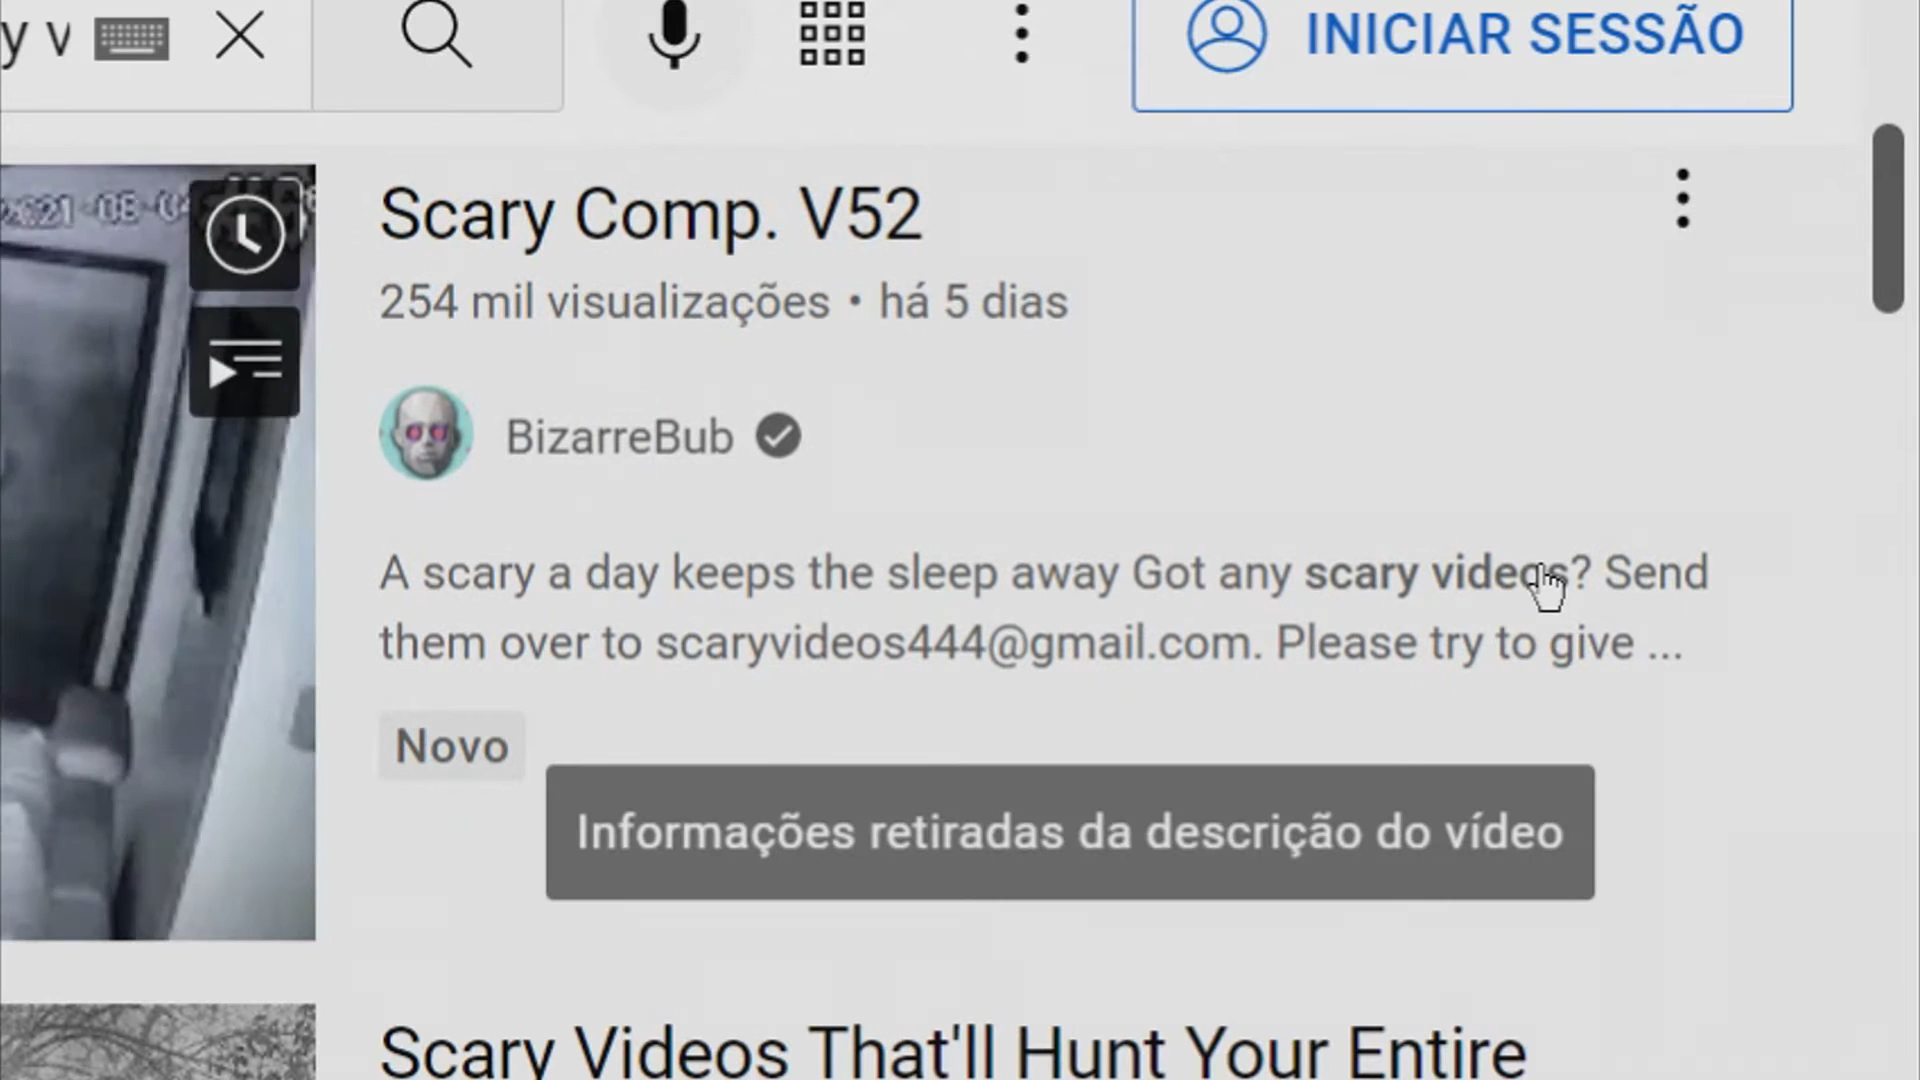 y v
INICIAR SESSÃO
Scary Comp. V52
254 mil visualizações • há 5 dias
BizarreBub
A scary a day keeps the sleep away Got any scary videos? Send
them over to scaryvideos444@gmail.com. Please try to give ...
Novo
Informações retiradas da descrição do vídeo
Scary Videos That'll Hunt Your Entire